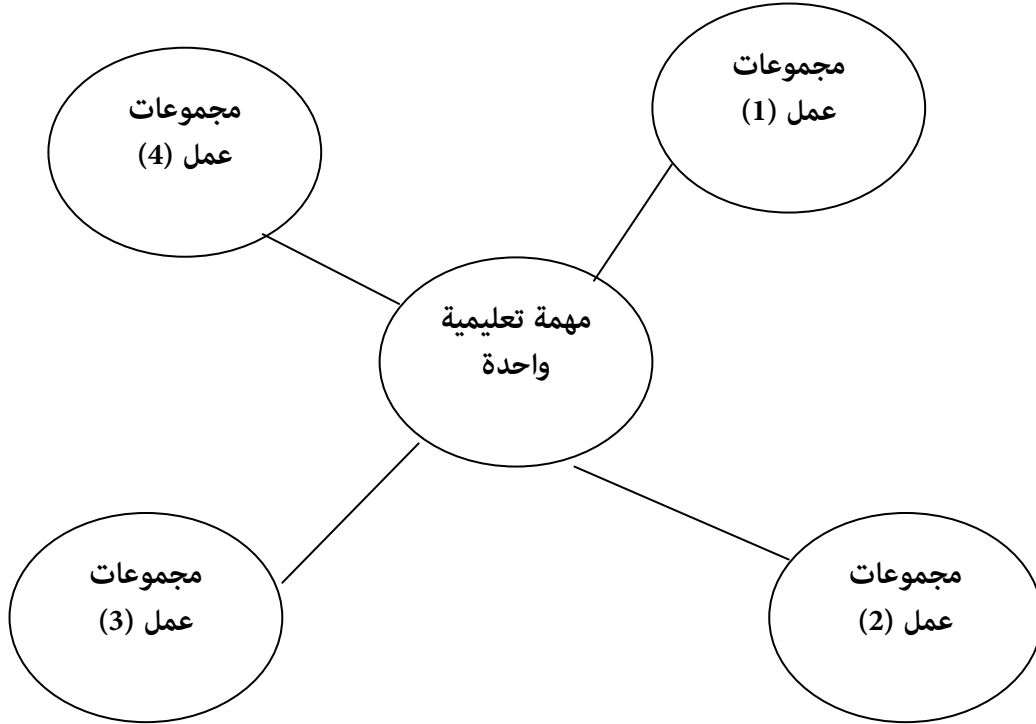 مجموعات
عمل (1)
مجموعات
عمل (4)
مهمة تعليمية
واحدة
مجموعات
عمل (2)
مجموعات
عمل (3)